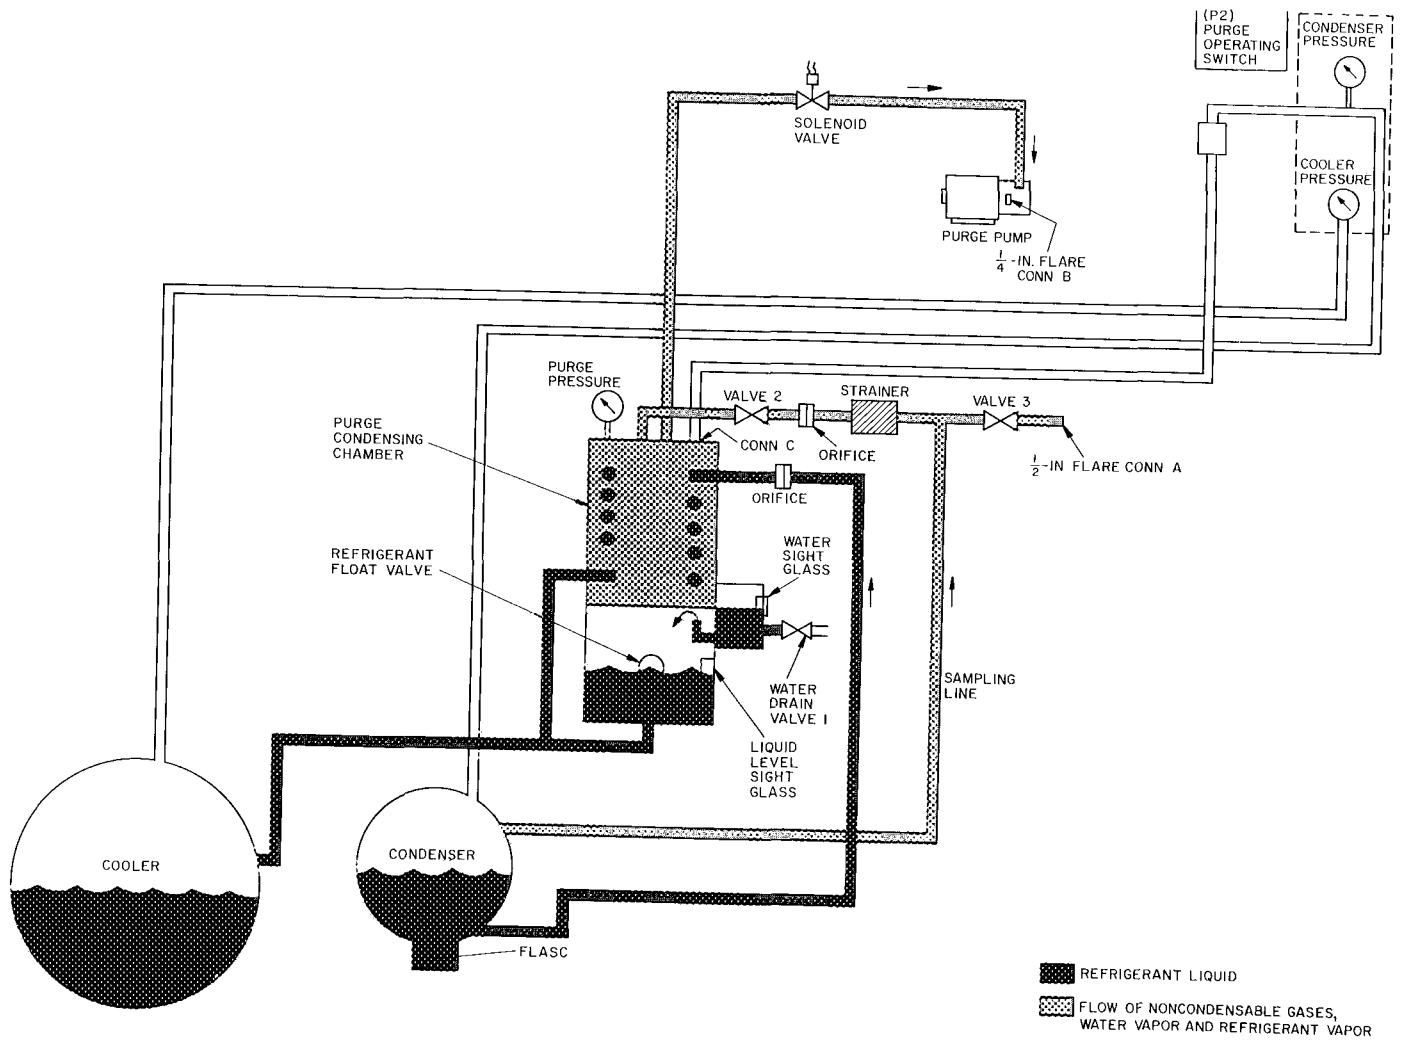 (P2)
PURGE
OPERATING
SWITCH
CONDENSER
PRESSURE
SOLENOID
VALVE
COOLER
PRESSURE
PURGE PUMP
1/4-IN. FLARE
CONN B
PURGE
PRESSURE
VALVE 2
STRAINER
VALVE 3
PURGE
CONDENSING
CHAMBER
CONN C
ORIFICE
1/2-IN FLARE CONN A
ORIFICE
REFRIGERANT
FLOAT VALVE
WATER
SIGHT
GLASS
WATER
DRAIN
VALVE 1
SAMPLING
LINE
LIQUID
LEVEL
SIGHT
GLASS
COOLER
CONDENSER
FLASC
REFRIGERANT LIQUID
FLOW OF NONCONDENSABLE GASES,
WATER VAPOR AND REFRIGERANT VAPOR